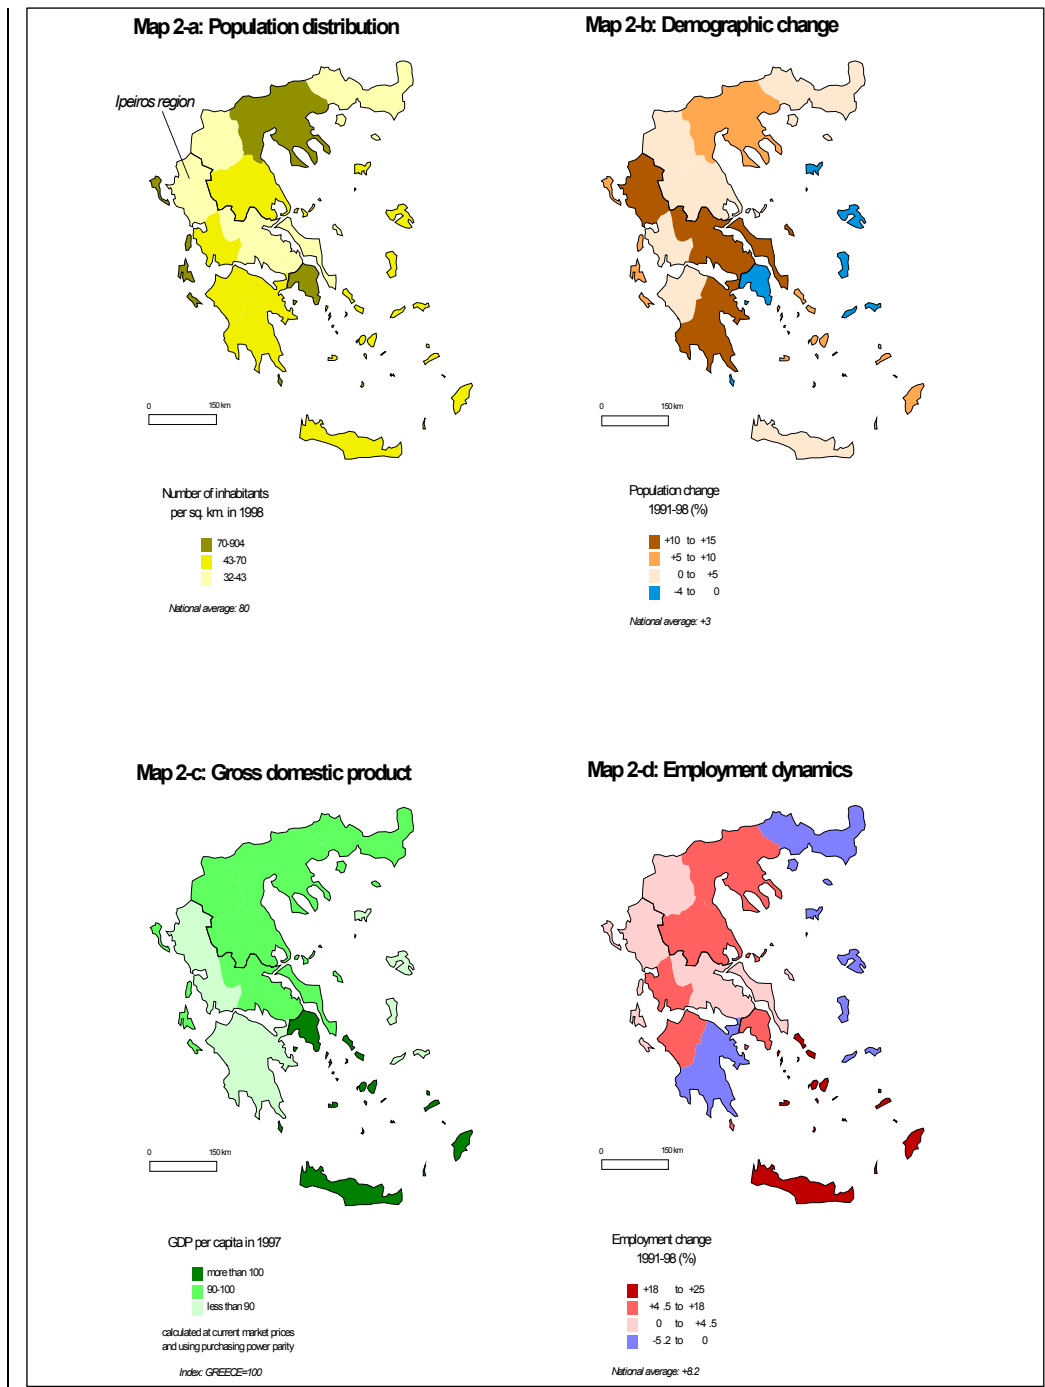 Map 2-a: Population distribution
Ipeiros region
0 150 km
Number of inhabitants
per sq. km. in 1998
70-904
43-70
32-43
National average: 80
Map 2-b: Demographic change
0 150 km
Population change
1991-98 (%)
+10 to +15
+5 to +10
0 to +5
-4 to 0
National average: +3
Map 2-c: Gross domestic product
0 150 km
GDP per capita in 1997
more than 100
90-100
less than 90
calculated at current market prices
and using purchasing power parity
Index: GREECE=100
Map 2-d: Employment dynamics
0 150 km
Employment change
1991-98 (%)
+18 to +25
+4 .5 to +18
0 to +4 .5
-5 .2 to 0
National average: +8.2